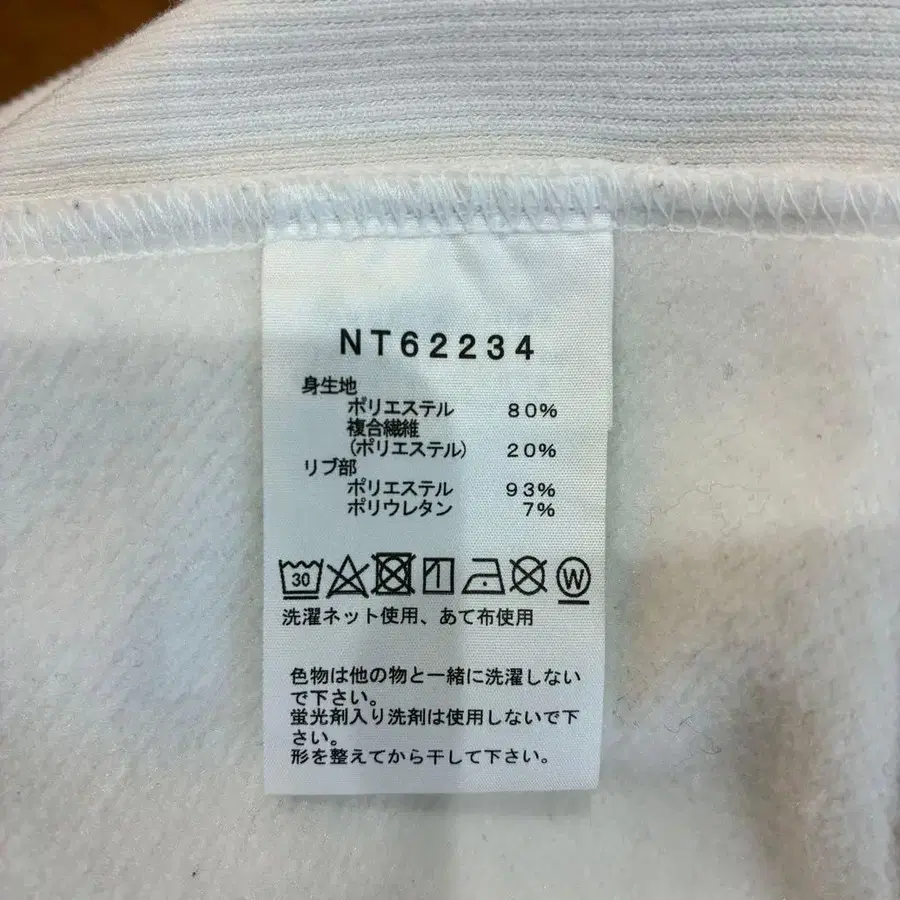 NT62234
身生地
ポリエステル 80%
複合繊維
(ポリエステル) 20%
リブ部
ポリエステル 93%
ポリウレタン 7%
30 W
洗濯ネット使用、あて布使用
色物は他の物と一緒に洗濯しない
で下さい。
蛍光剤入り洗剤は使用しないで下
さい。
形を整えてから干して下さい。